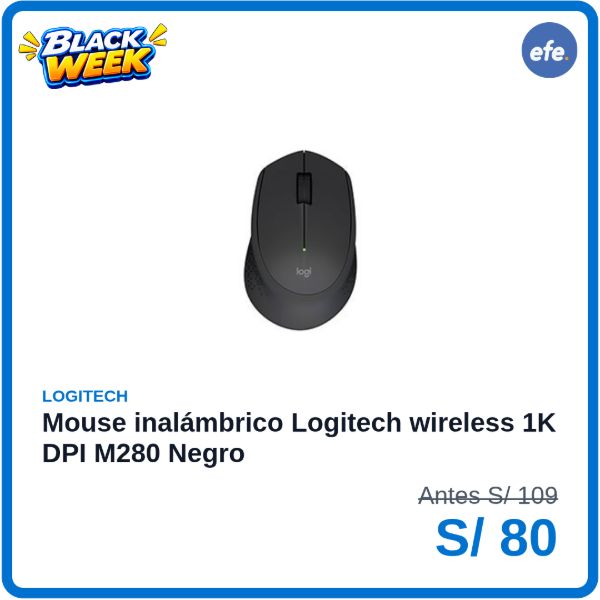 BLACK
WEEK
efe.
logi
LOGITECH
Mouse inalámbrico Logitech wireless 1K
DPI M280 Negro
Antes S/ 109
S/ 80